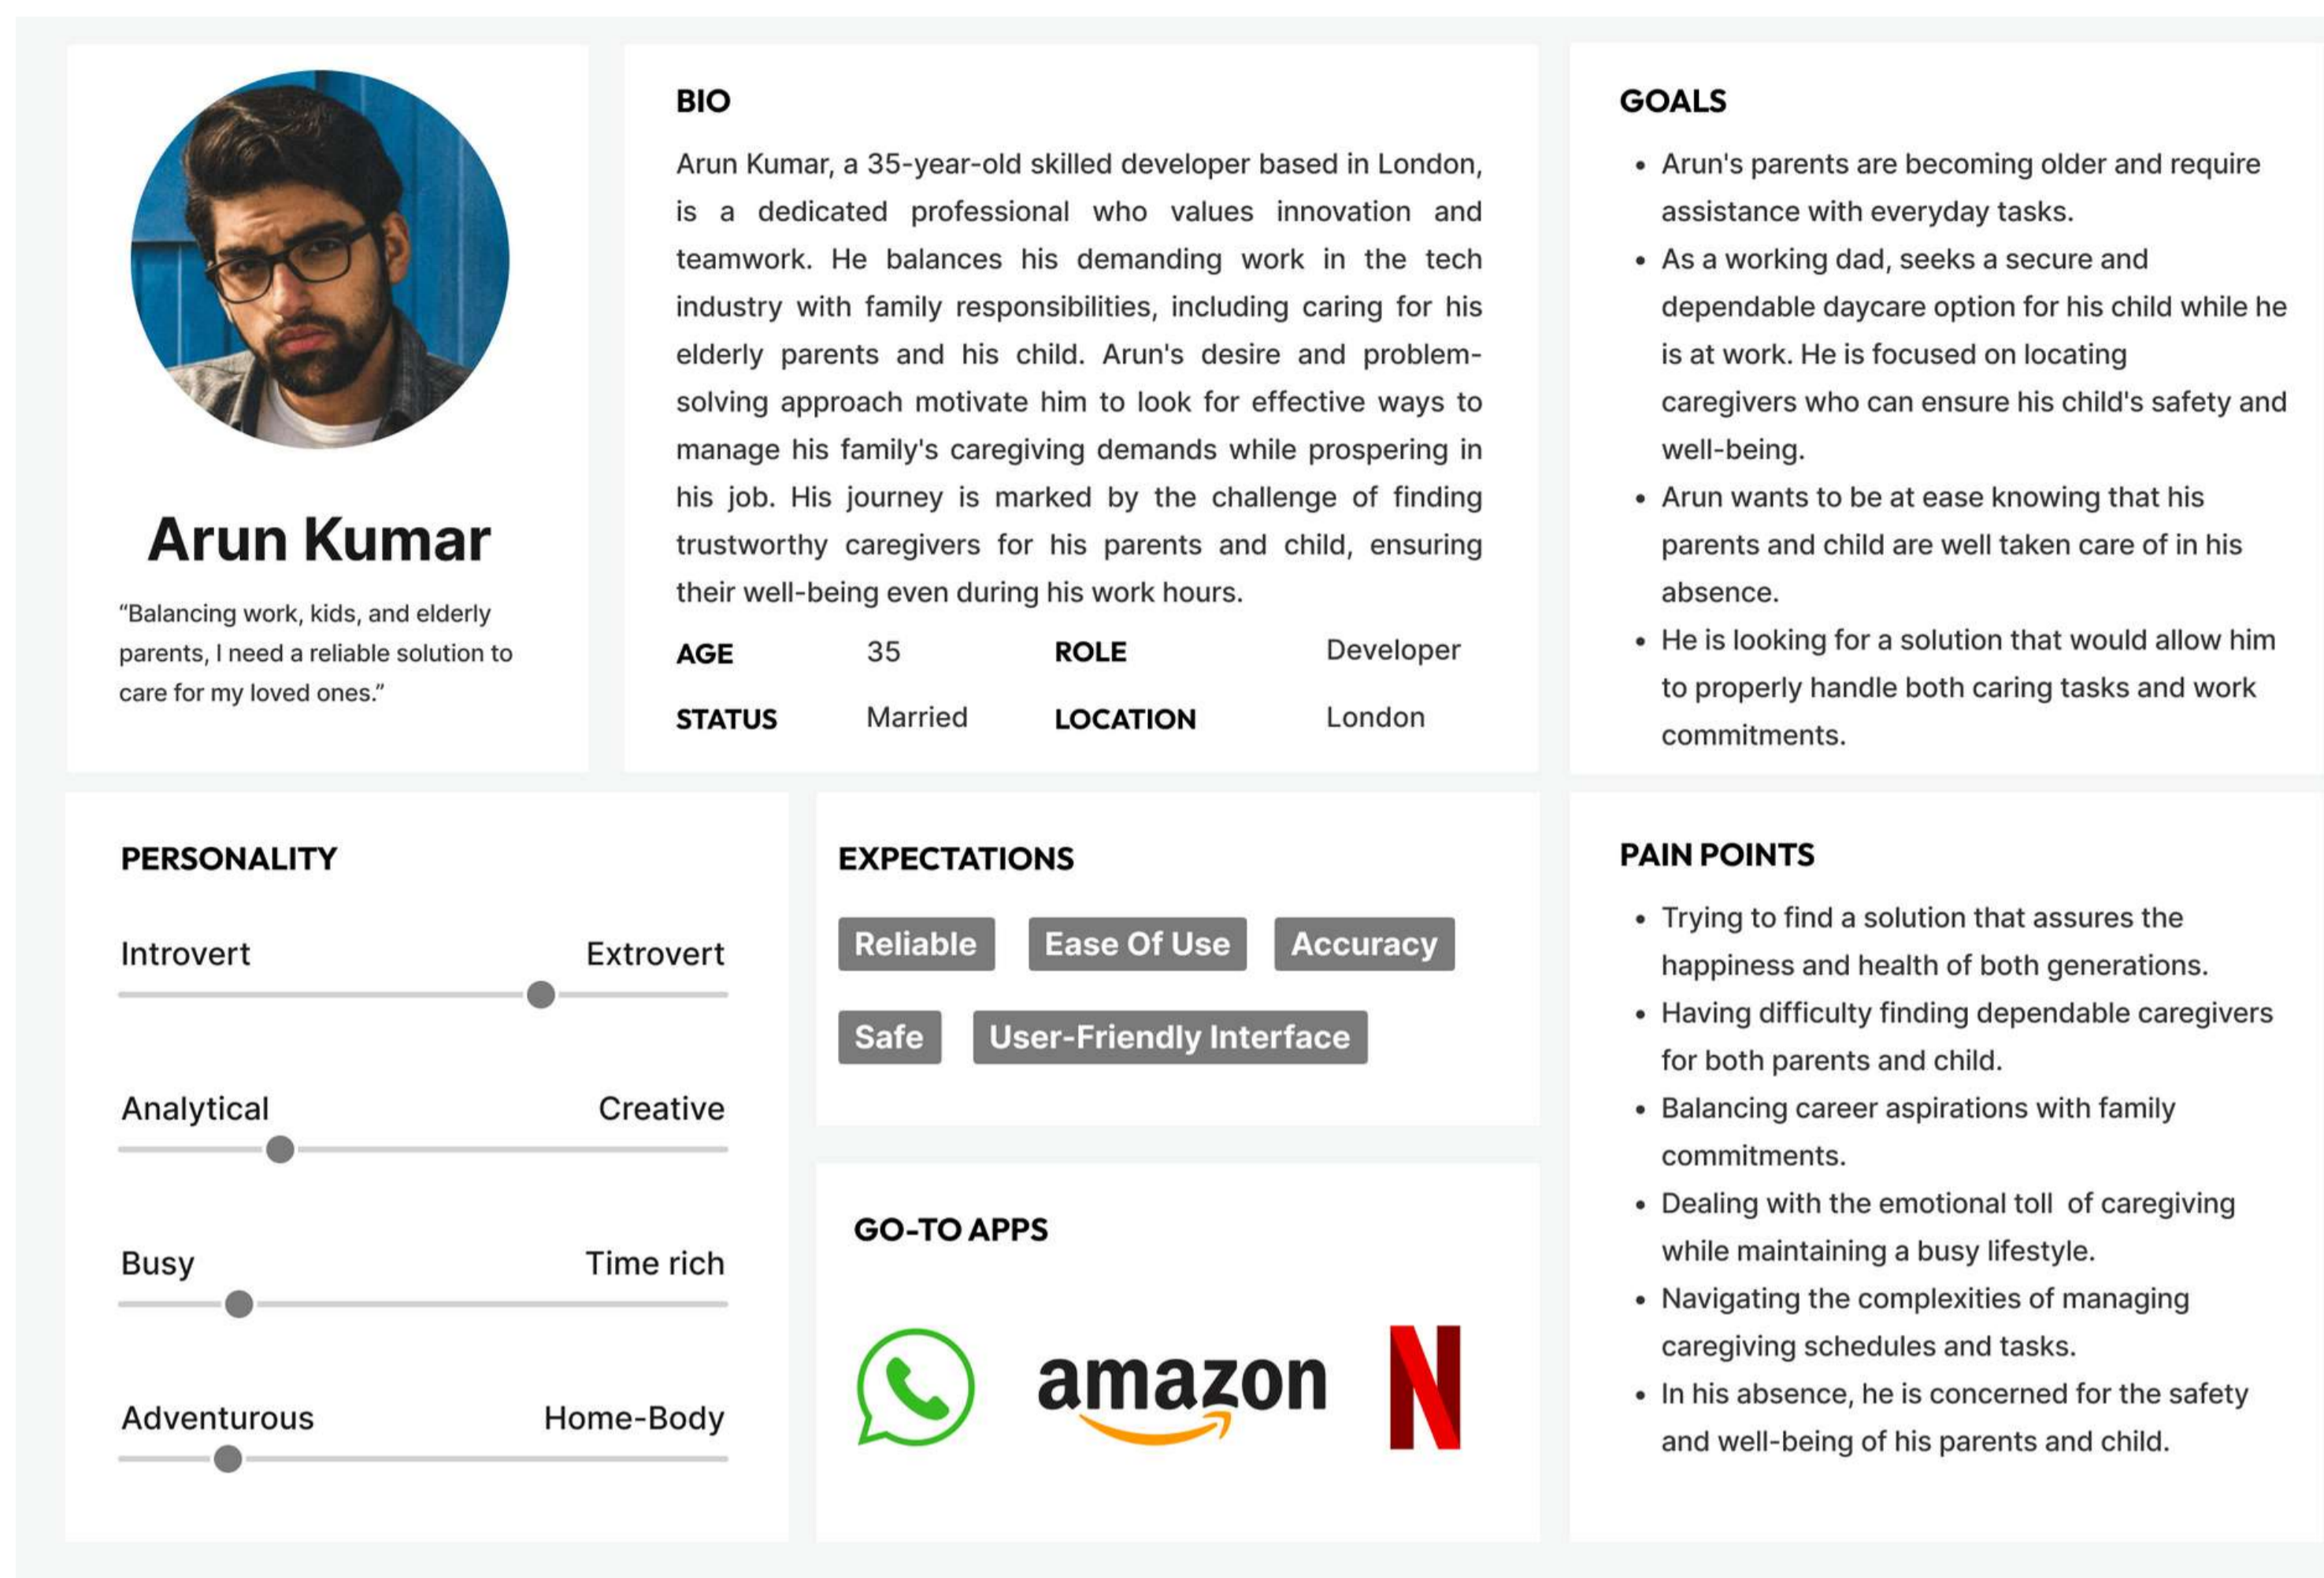 Arun Kumar
“Balancing work, kids, and elderly
parents, I need a reliable solution to
care for my loved ones.”
BIO
Arun Kumar, a 35-year-old skilled developer based in London,
is a dedicated professional who values innovation and
teamwork. He balances his demanding work in the tech
industry with family responsibilities, including caring for his
elderly parents and his child. Arun's desire and problem-
solving approach motivate him to look for effective ways to
manage his family's caregiving demands while prospering in
his job. His journey is marked by the challenge of finding
trustworthy caregivers for his parents and child, ensuring
their well-being even during his work hours.
AGE 35 ROLE Developer
STATUS Married LOCATION London
GOALS
• Arun's parents are becoming older and require
assistance with everyday tasks.
• As a working dad, seeks a secure and
dependable daycare option for his child while he
is at work. He is focused on locating
caregivers who can ensure his child's safety and
well-being.
• Arun wants to be at ease knowing that his
parents and child are well taken care of in his
absence.
• He is looking for a solution that would allow him
to properly handle both caring tasks and work
commitments.
PERSONALITY
Introvert Extrovert
Analytical Creative
Busy Time rich
Adventurous Home-Body
EXPECTATIONS
Reliable Ease Of Use Accuracy
Safe User-Friendly Interface
GO-TO APPS
amazon N
PAIN POINTS
• Trying to find a solution that assures the
happiness and health of both generations.
• Having difficulty finding dependable caregivers
for both parents and child.
• Balancing career aspirations with family
commitments.
• Dealing with the emotional toll of caregiving
while maintaining a busy lifestyle.
• Navigating the complexities of managing
caregiving schedules and tasks.
• In his absence, he is concerned for the safety
and well-being of his parents and child.